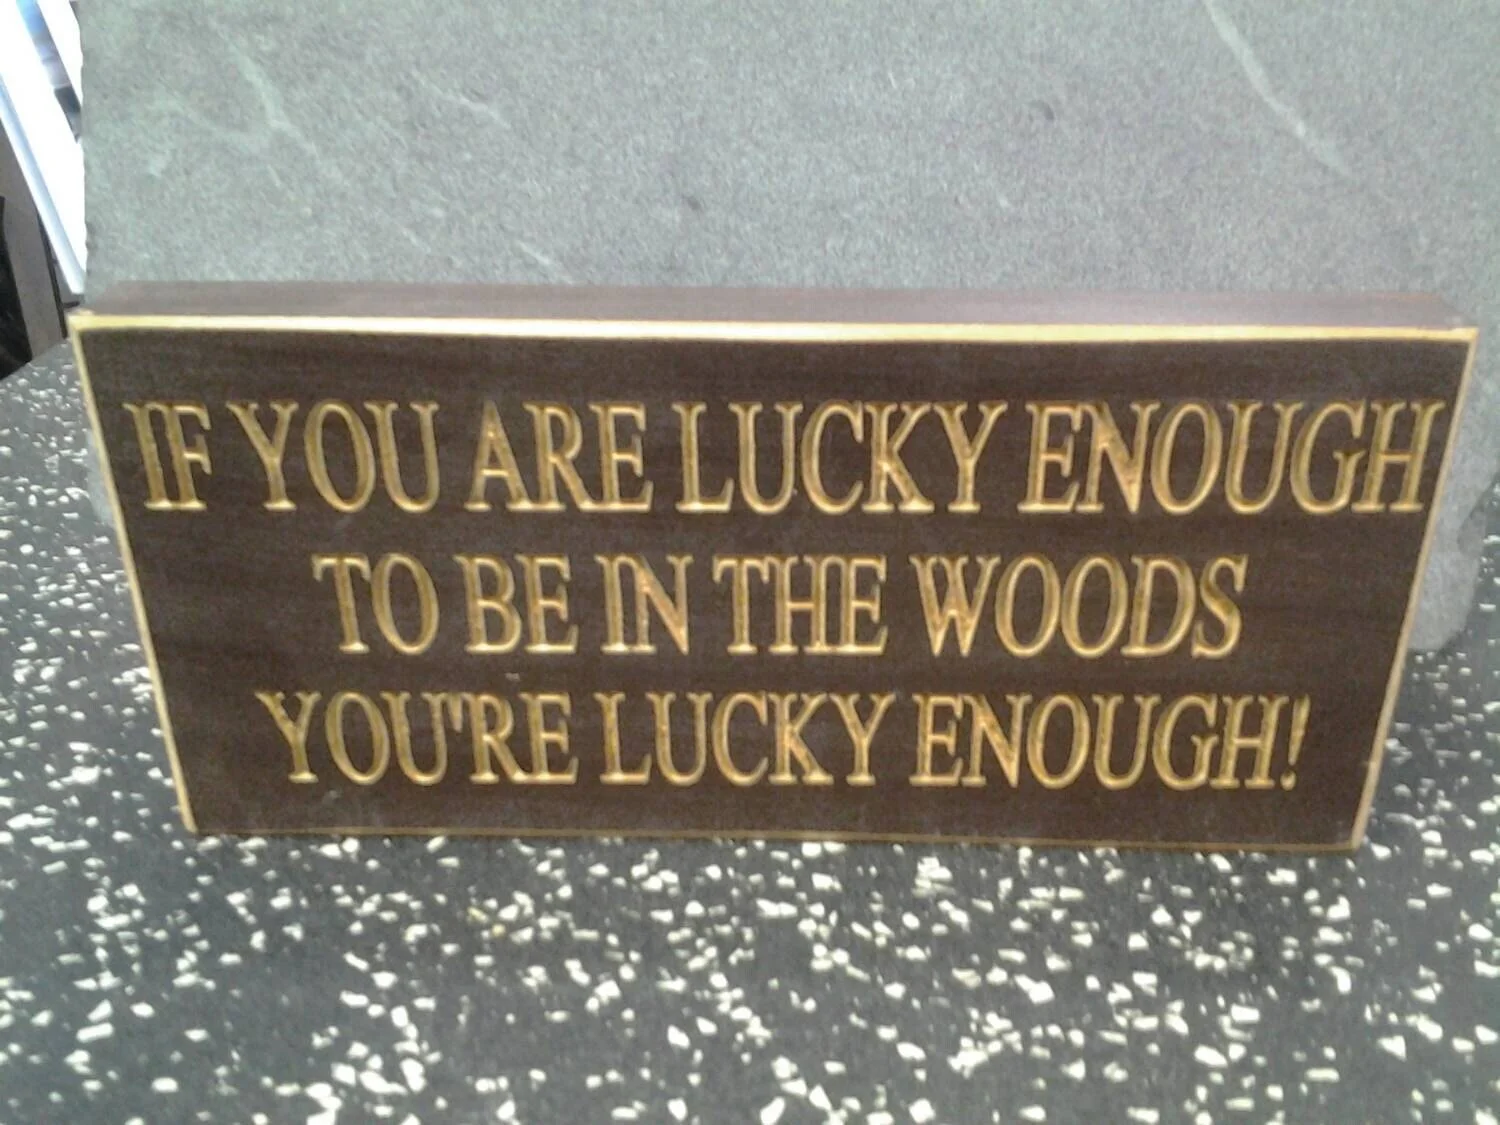 IF YOU ARE LUCKY ENOUGH
TO BE IN THE WOODS
YOU'RE LUCKY ENOUGH!